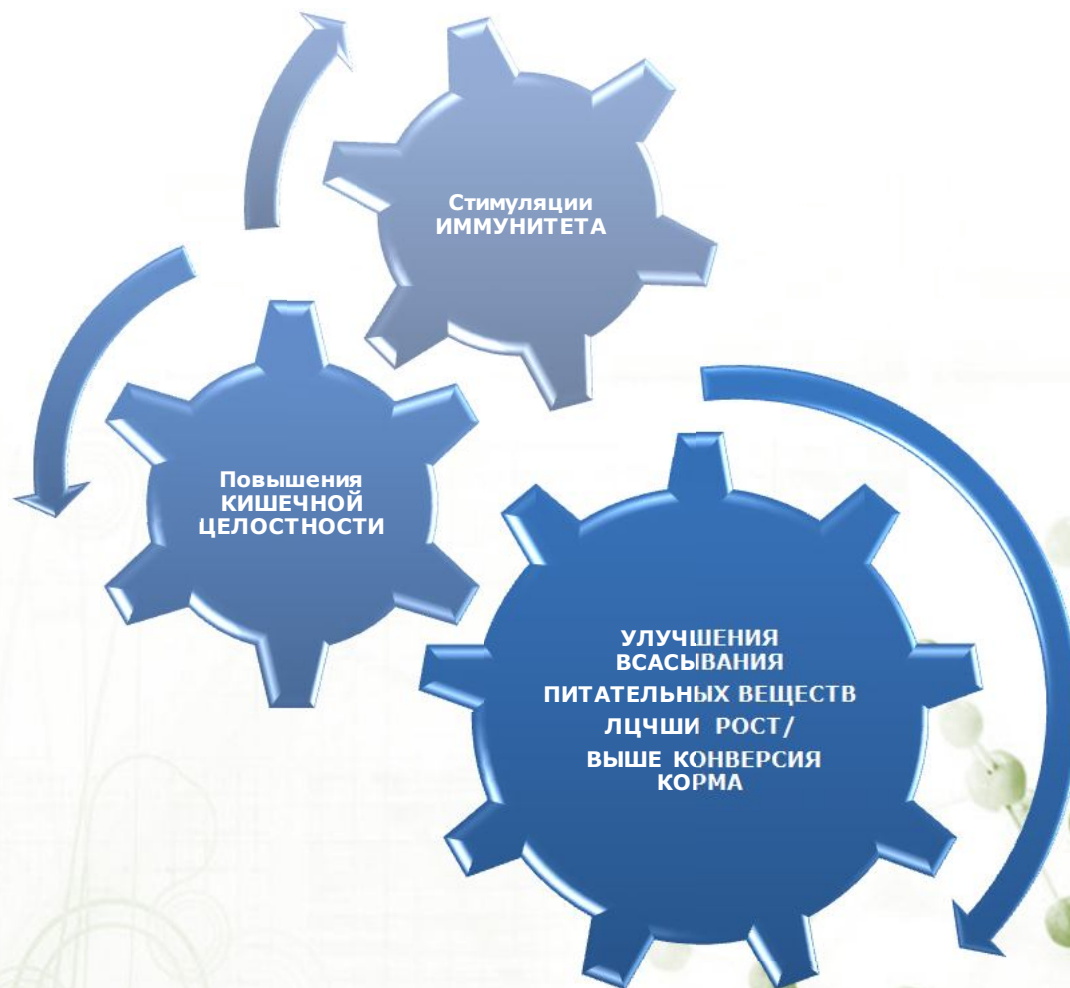 Стимуляции
ИММУНИТЕТА
Повышения
КИШЕЧНОЙ
ЦЕЛОСТНОСТИ
УЛУЧШЕНИЯ
ВСАСЫВАНИЯ
ПИТАТЕЛЬНЫХ ВЕЩЕСТВ
ЛЦЧШИ РОСТ/
ВЫШЕ КОНВЕРСИЯ
КОРМА